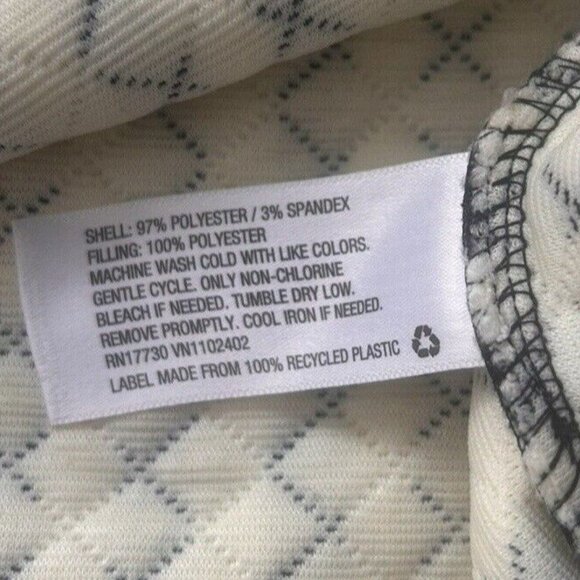 SHELL: 97% POLYESTER / 3% SPANDEX
FILLING: 100% POLYESTER
MACHINE WASH COLD WITH LIKE COLORS.
GENTLE CYCLE. ONLY NON-CHLORINE
BLEACH IF NEEDED. TUMBLE DRY LOW.
REMOVE PROMPTLY. COOL IRON IF NEEDED.
RN17730 VN1102402
LABEL MADE FROM 100% RECYCLED PLASTIC